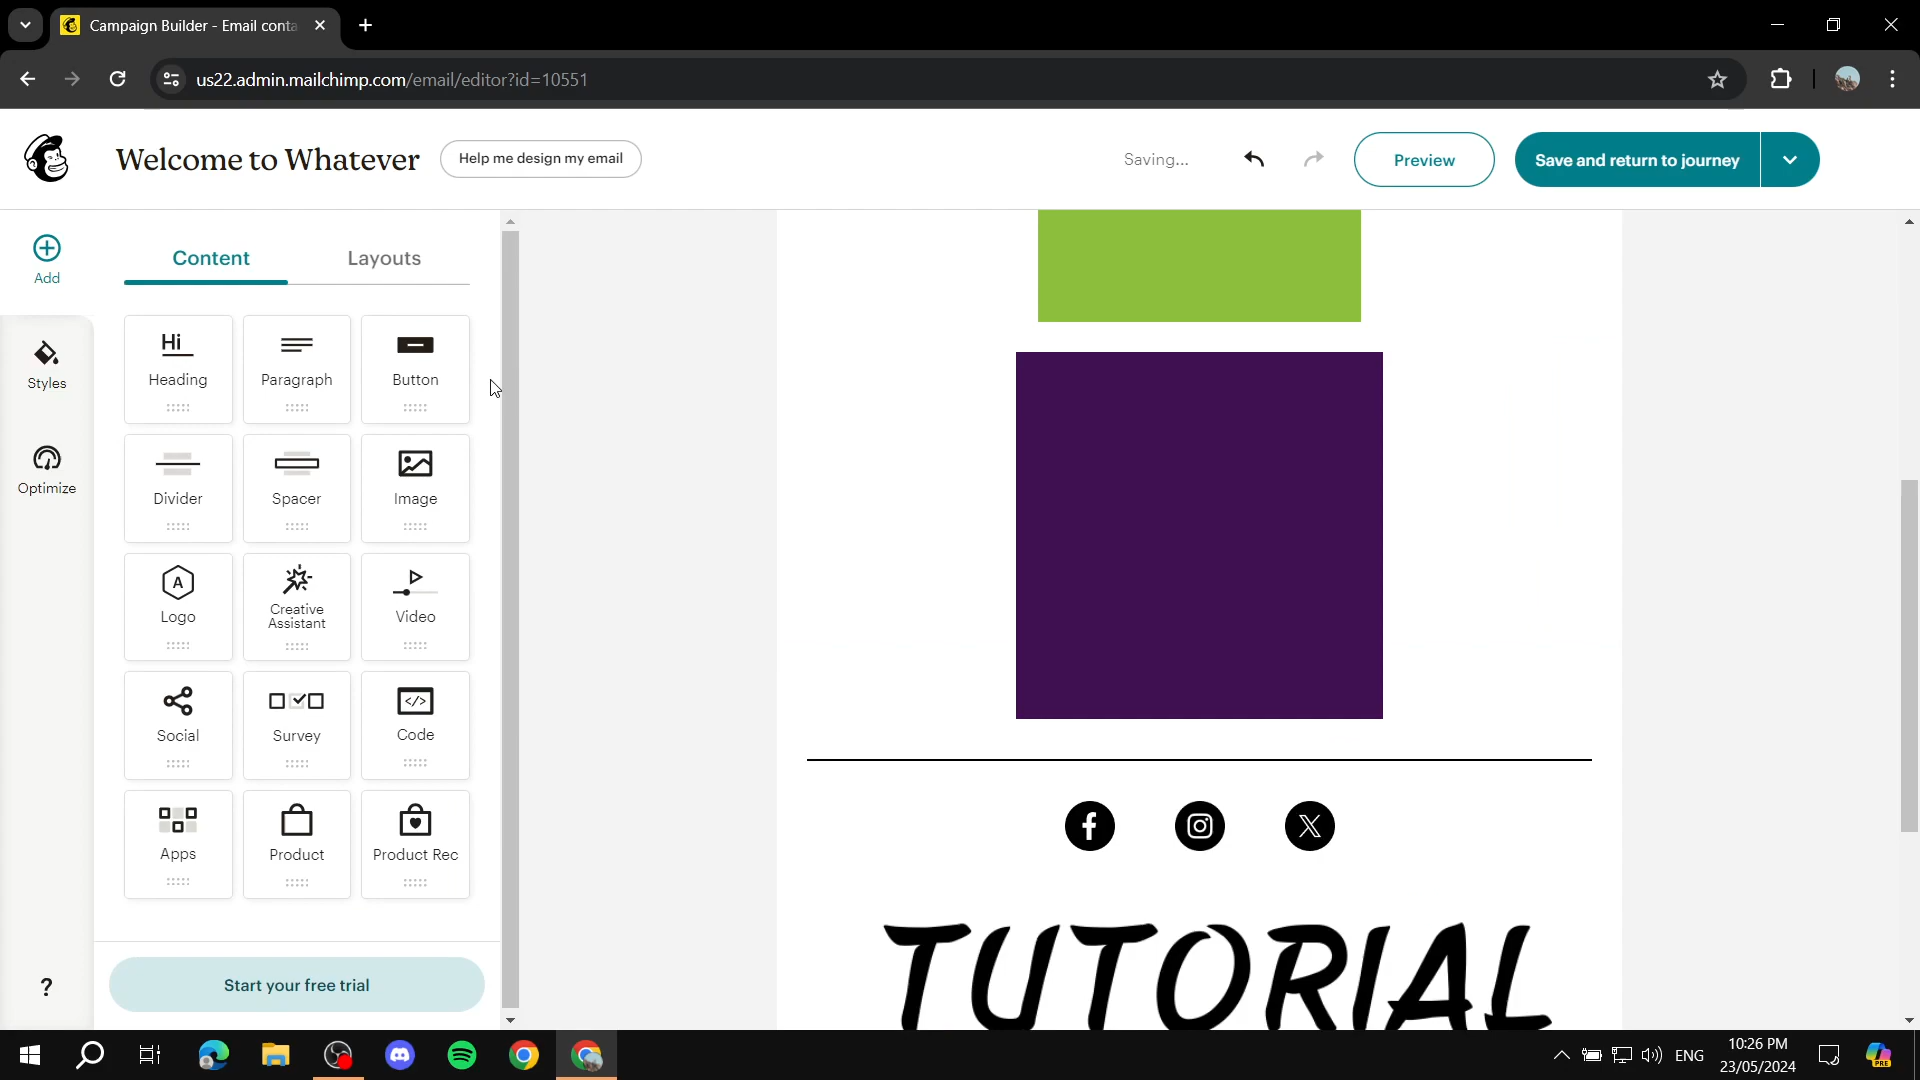 Campaign Builder - Email conta
us22.admin.mailchimp.com/email/editor?id=10551
Welcome to Whatever
Help me design my email
Saving...
Preview
Save and return to journey
Add
Content
Layouts
Styles
Optimize
Hi
Heading
Paragraph
Button
Divider
Spacer
Image
A
Logo
Creative
Assistant
Video
Social
Survey
</>
Code
Apps
Product
Product Rec
?
Start your free trial
TUTORIAL
ENG
10:26 PM
23/05/2024
PRE